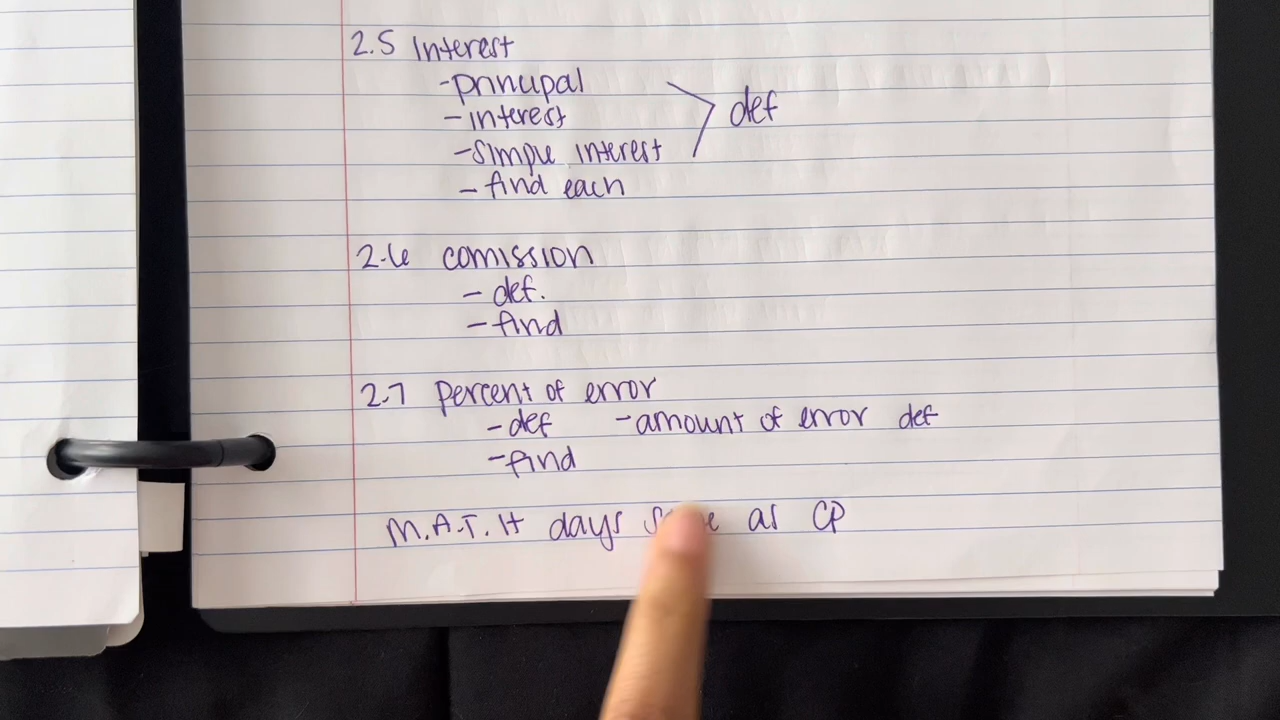 2.5 Interest
-principal
-interest
-simple interest
> def
-find each
2.6 comission
- def.
-find
2.7 Percent of error
-def -amount of error def
-find
M.A.T.H days as CP